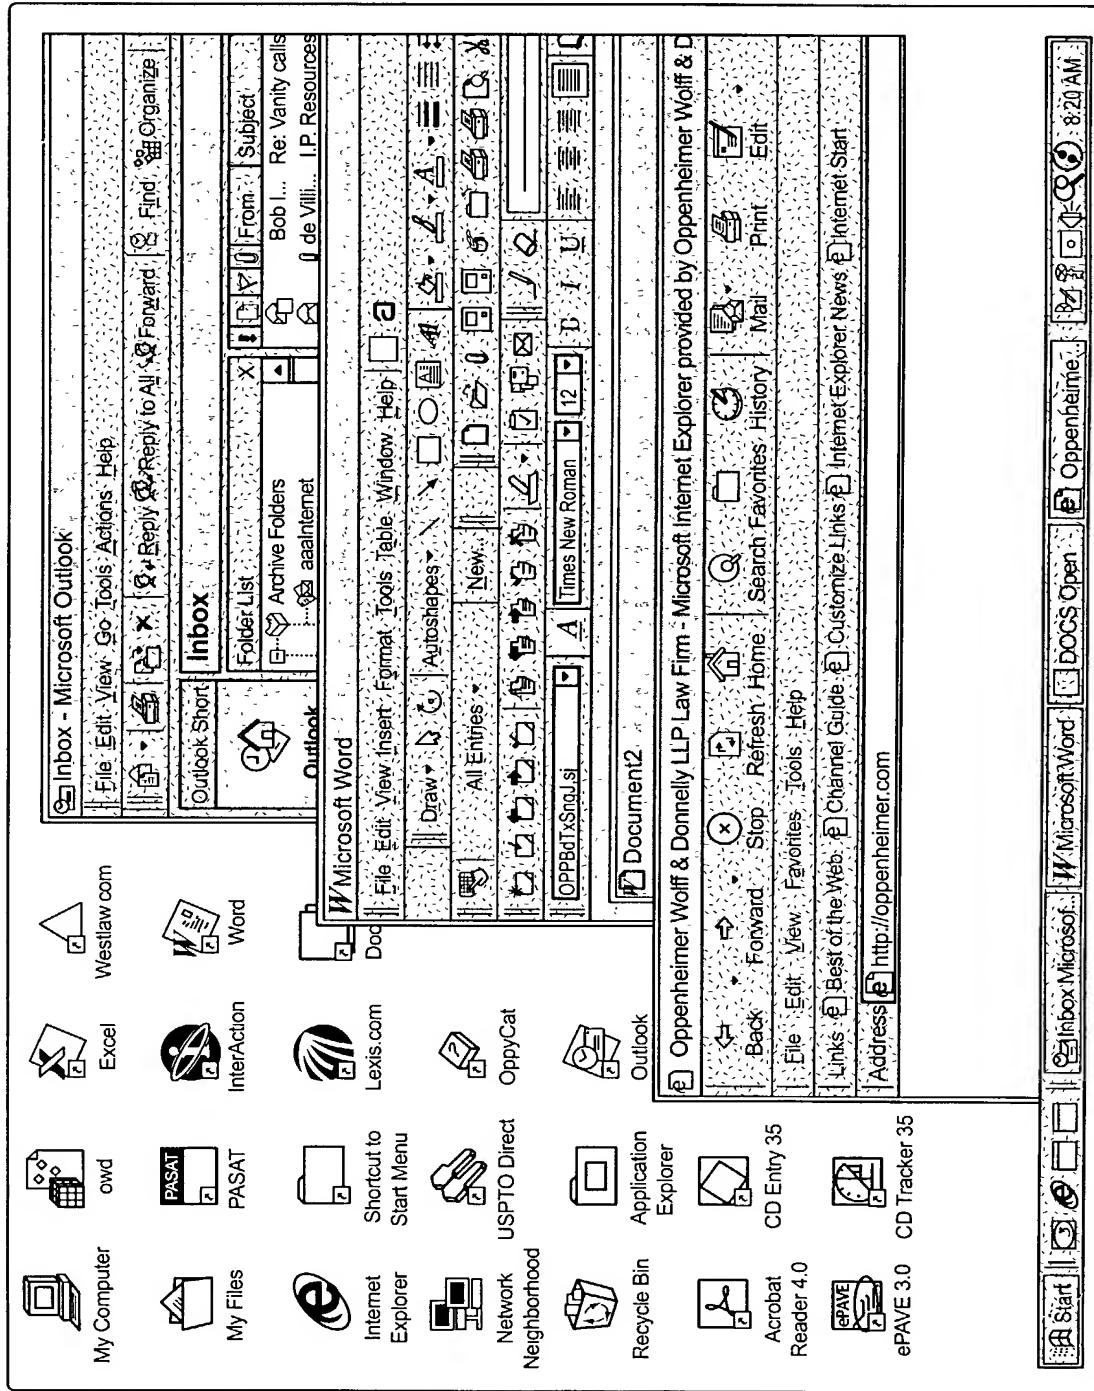 My Computer
owd
Excel
Westlaw.com
My Files
PASAT
PASAT
InterAction
Word
Internet
Explorer
Shortcut to
Start Menu
Lexis.com
Doc
Network
Neighborhood
USPTO Direct
OppyCat
Recycle Bin
Application
Explorer
Outlook
Acrobat
Reader 4.0
CD Entry 35
ePAVE
ePAVE 3.0
CD Tracker 35
Inbox - Microsoft Outlook
File Edit View Go Tools Actions Help
Reply Reply to All Forward Find Organize
Outlook Short
Inbox
Outlook
Folder List X
Archive Folders
aaaInternet
From Subject
Bob I... Re: Vanity calls
de Villi... I.P. Resources
W Microsoft Word
File Edit View Insert Format Tools Table Window Help
Draw Autoshapes
All Entries New...
OPPBdTxSnqJ.si A Times New Roman 12 B I U
Document2
Oppenheimer Wolff & Donnelly LLP Law Firm - Microsoft Internet Explorer provided by Oppenheimer Wolff & D
Back Forward Stop Refresh Home Search Favorites History Mail Print Edit
File Edit View Favorites Tools Help
Links Best of the Web Channel Guide Customize Links Internet Explorer News Internet Start
Address http://oppenheimer.com
Start Inbox Microsof... W Microsoft Word DOCS Open Oppenheime... 8:20 AM